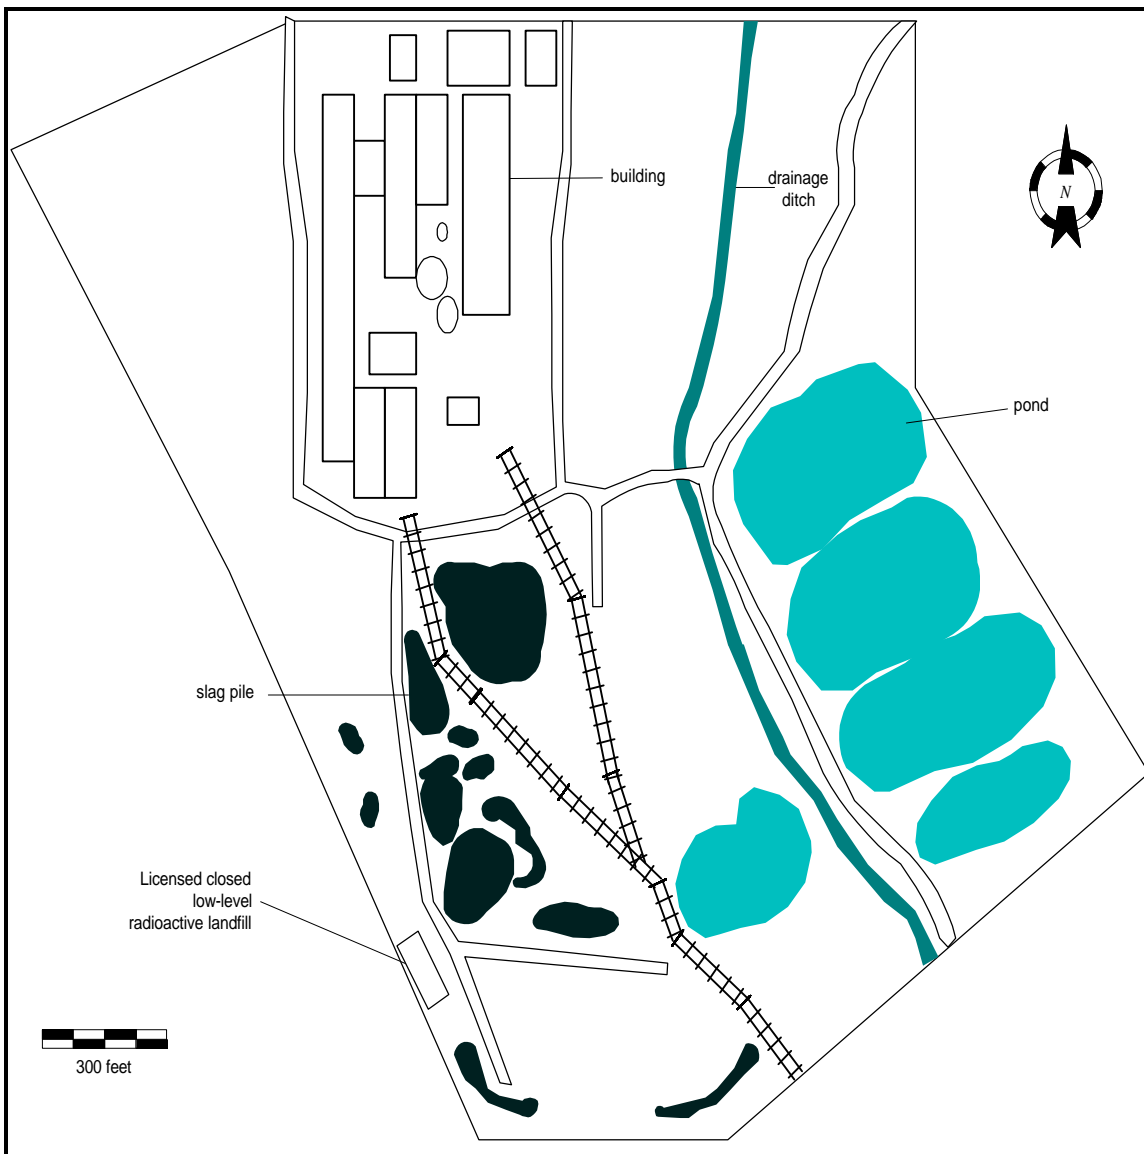 building
drainage
ditch
N
pond
slag pile
Licensed closed
low-level
radioactive landfill
300 feet